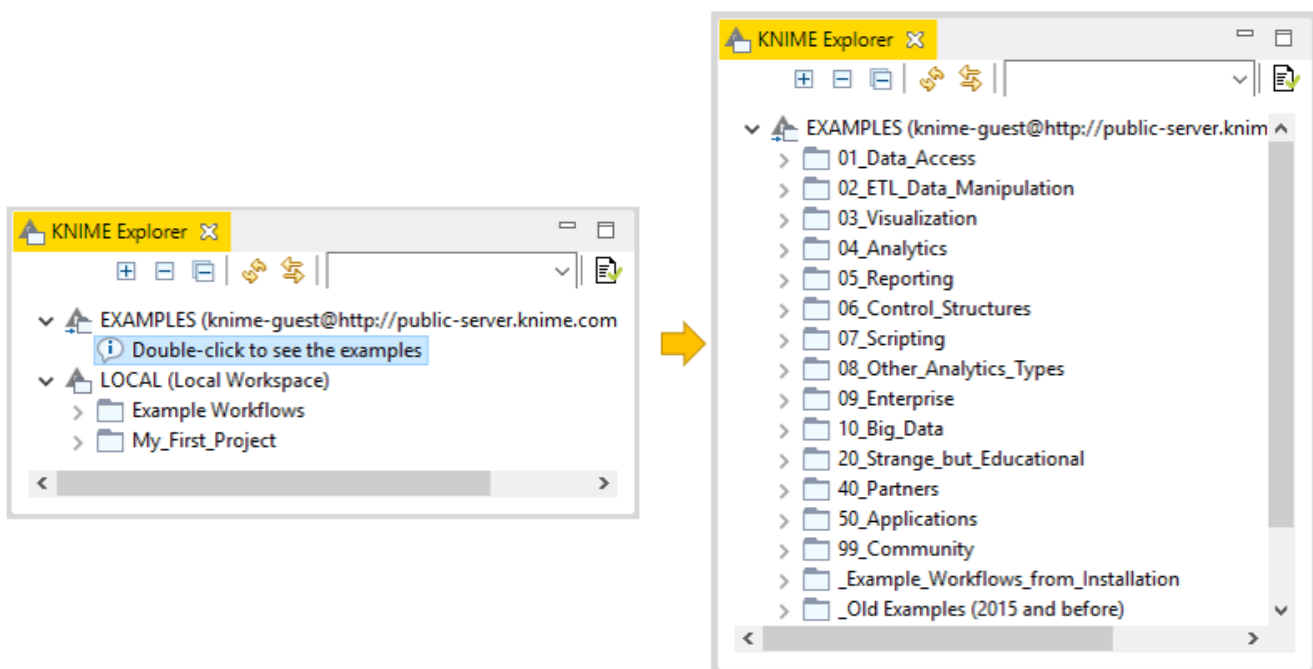 KNIME Explorer
EXAMPLES (knime-guest@http://public-server.knime.com
Double-click to see the examples
LOCAL (Local Workspace)
Example Workflows
My_First_Project
KNIME Explorer
EXAMPLES (knime-guest@http://public-server.knim
01_Data_Access
02_ETL_Data_Manipulation
03_Visualization
04_Analytics
05_Reporting
06_Control_Structures
07_Scripting
08_Other_Analytics_Types
09_Enterprise
10_Big_Data
20_Strange_but_Educational
40_Partners
50_Applications
99_Community
_Example_Workflows_from_Installation
_Old Examples (2015 and before)